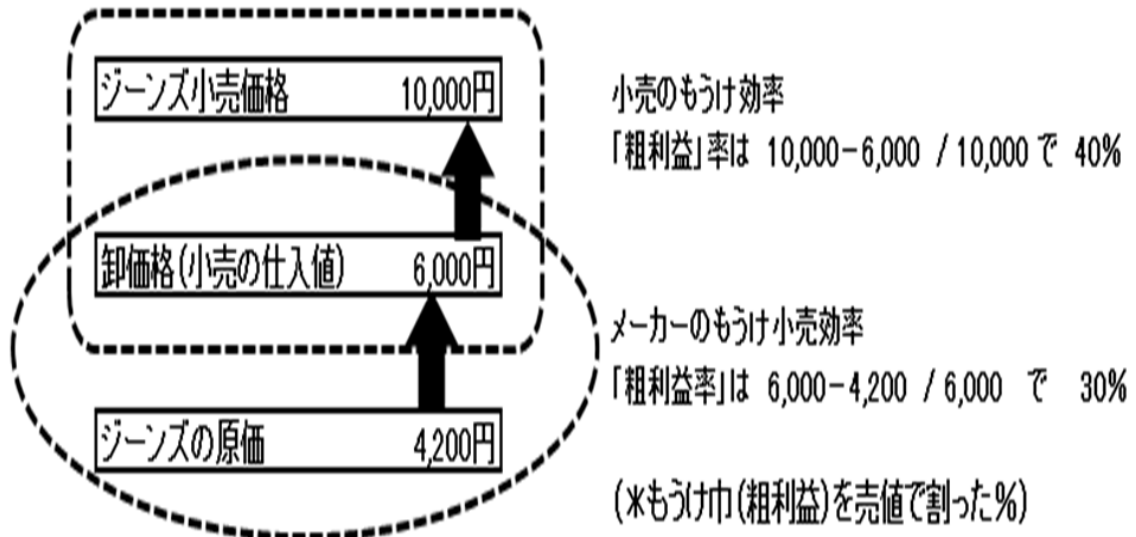 ジーンズ小売価格 10,000円
小売のもうけ効率
「粗利益」率は 10,000－6,000 / 10,000 で 40%
卸価格(小売の仕入値) 6,000円
メーカーのもうけ小売効率
「粗利益率」は 6,000－4,200 / 6,000 で 30%
ジーンズの原価 4,200円
(※もうけ巾(粗利益)を売値で割った%)